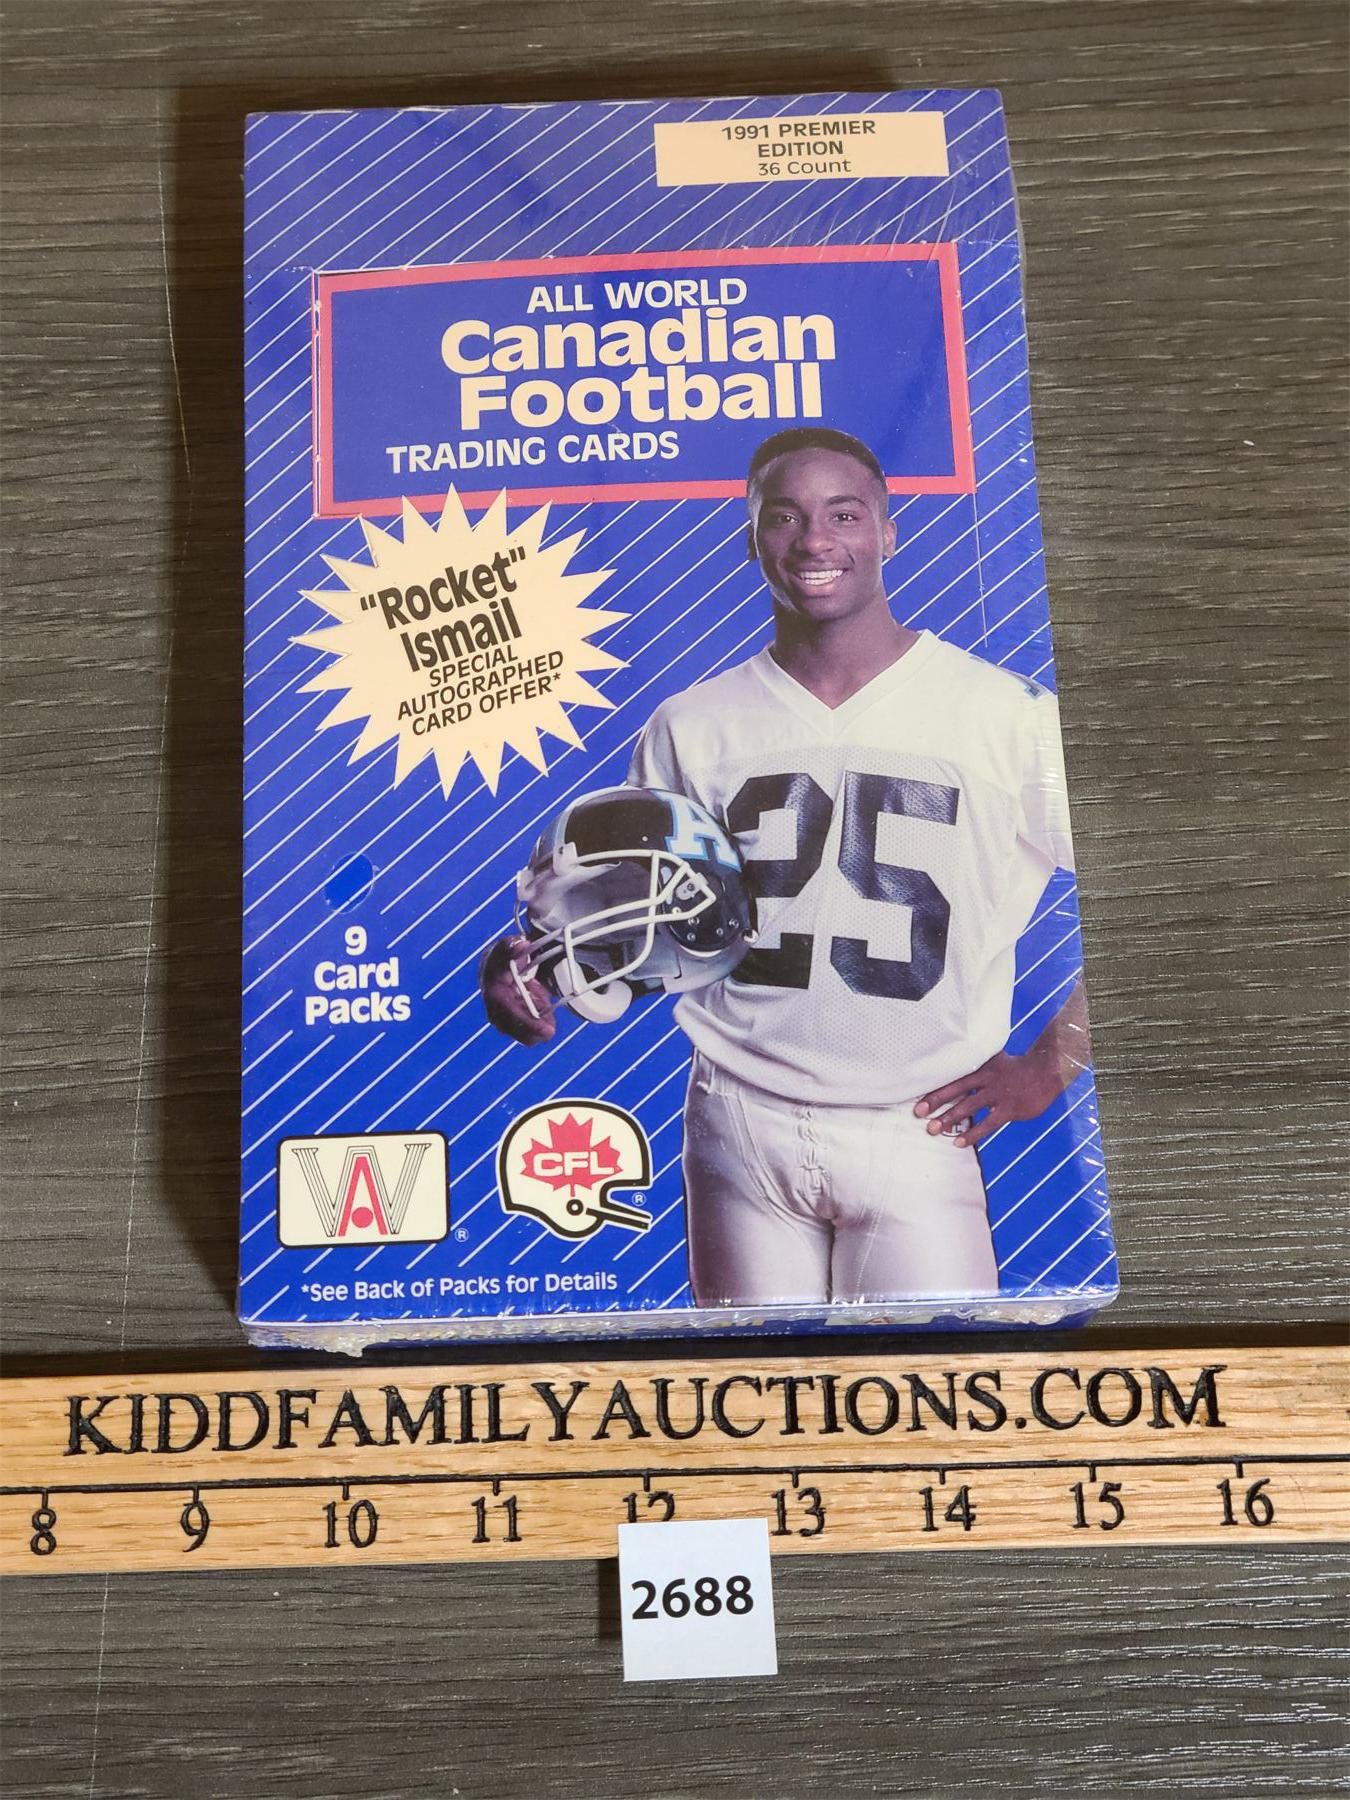 1991 PREMIER
EDITION
36 Count
ALL WORLD
Canadian
Football
TRADING CARDS
"Rocket"
Ismail
SPECIAL
AUTOGRAPHED
CARD OFFER*
A
25
9
Card
Packs
WA
®
CFL
®
*See Back of Packs for Details
KIDDFAMILYAUCTIONS.COM
8 9 10 11 12 13 14 15 16
2688